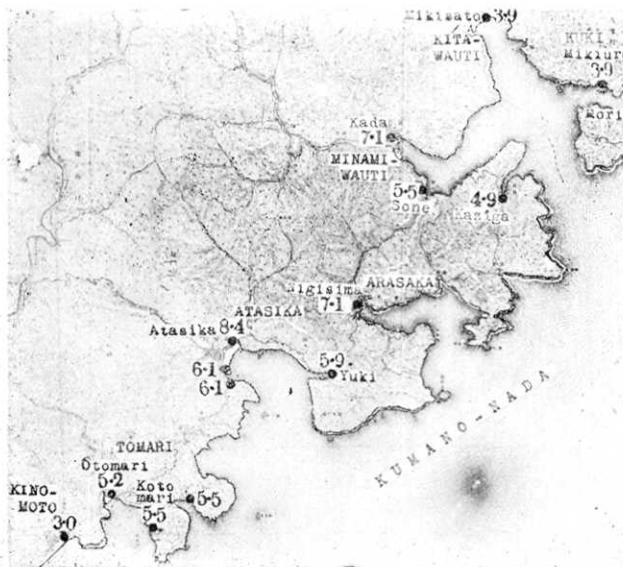 Mikisato 3·9
KITA-
WAUTI
KUKI
Mikiur
3·9
Mori
Kada
7·1
MINAMI-
WAUTI
5·5
Sone
4·9
Kaziga
ARASAKA
Nigisima
7·1
ATASIKA
Atasika 8·4
6·1
6·1
5·9
Yuki
KUMANO-NADA
TOMARI
Otomari
5·2
Koto
mari
5·5
5·5
KINO-
MOTO
3·0